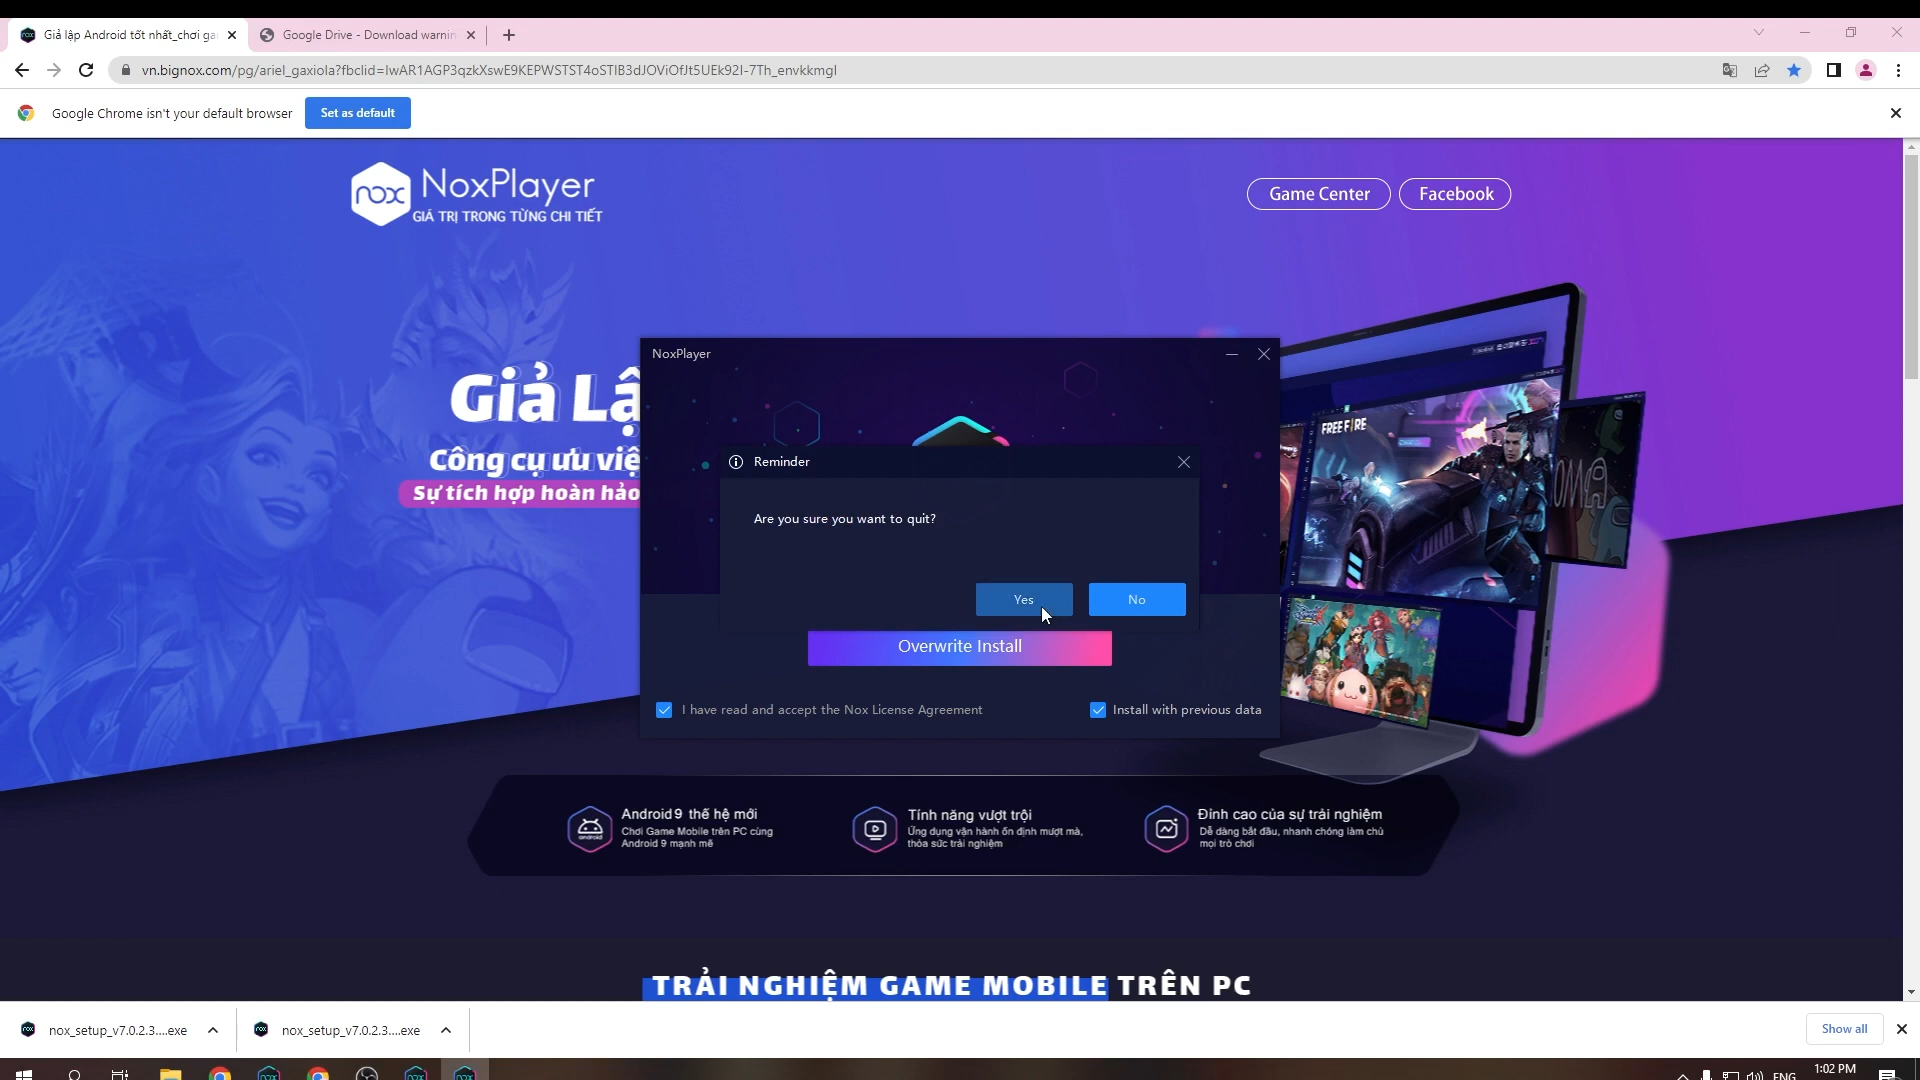 Giả lập Android tốt nhất_chơi ga
Google Drive - Download warnin
vn.bignox.com/pg/ariel_gaxiola?fbclid=IwAR1AGP3qzkXswE9KEPWSTST4oSTIB3dJOViOfJt5UEk92I-7Th_envkkmgI
Google Chrome isn't your default browser
Set as default
nox
NoxPlayer
GIÁ TRỊ TRONG TỪNG CHI TIẾT
Game Center
Facebook
Giả Lậ
Công cụ ưu việ
Sự tích hợp hoàn hảo
NoxPlayer
FREE FIRE
Reminder
Are you sure you want to quit?
Yes
No
Overwrite Install
I have read and accept the Nox License Agreement
Install with previous data
Android 9 thế hệ mới
Chơi Game Mobile trên PC cùng
Android 9 mạnh mẽ
Tính năng vượt trội
Ứng dụng vận hành ổn định mượt mà,
thỏa sức trải nghiệm
Đỉnh cao của sự trải nghiệm
Dễ dàng bắt đầu, nhanh chóng làm chủ
mọi trò chơi
TRẢI NGHIỆM GAME MOBILE TRÊN PC
nox_setup_v7.0.2.3....exe
nox_setup_v7.0.2.3....exe
Show all
ENG
1:02 PM